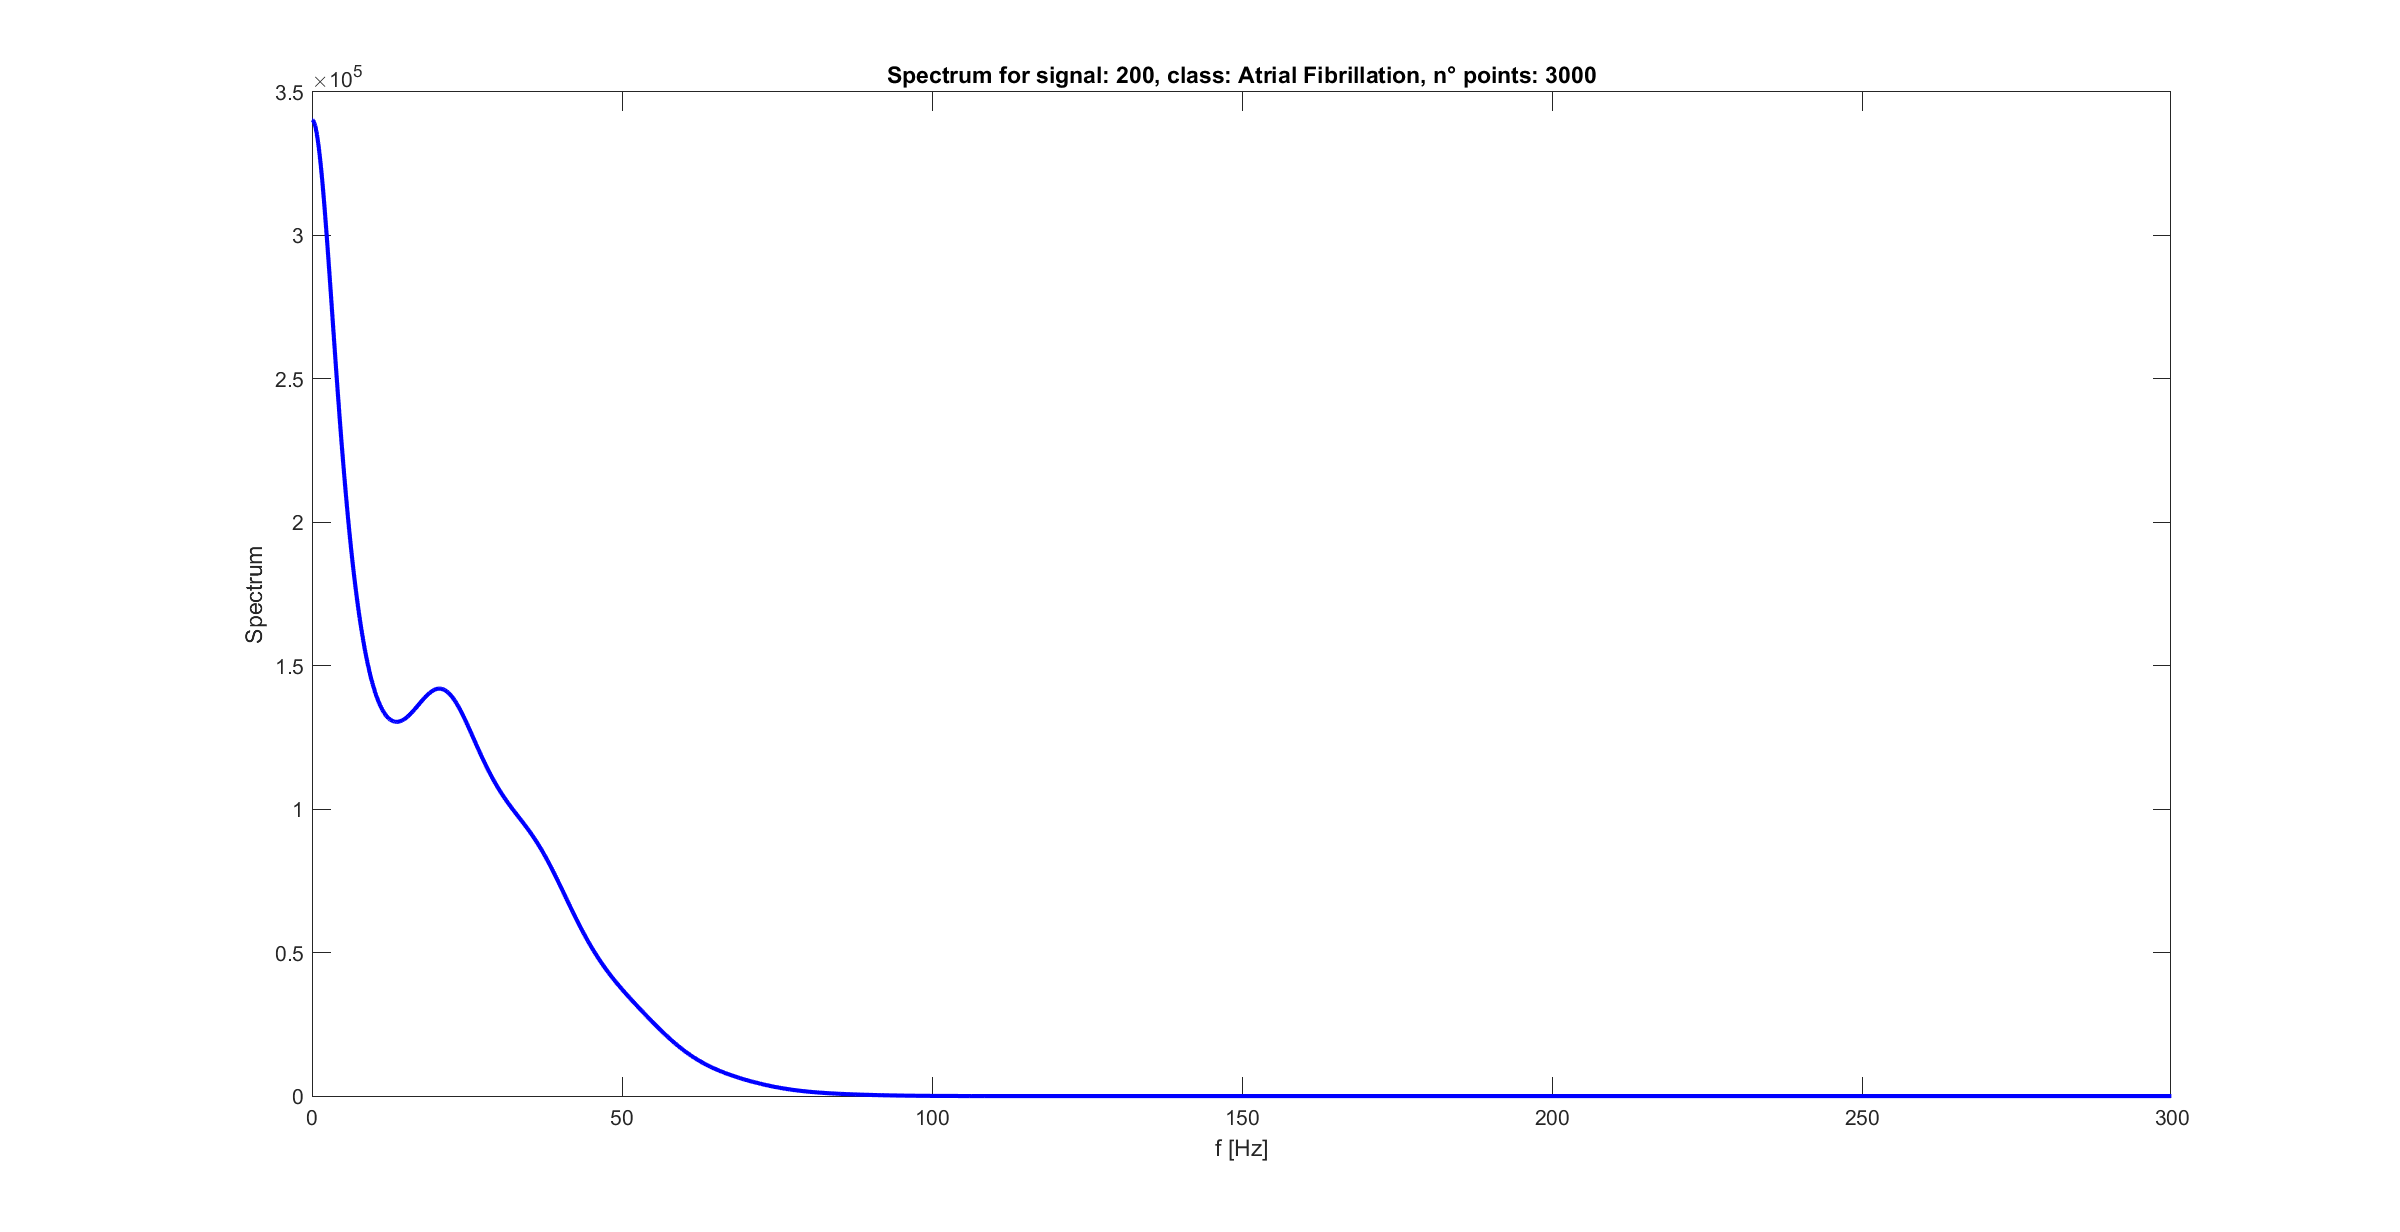 Spectrum for signal: 200, class: Atrial Fibrillation, n° points: 3000
×10^5
3.5
3
2.5
2
1.5
1
0.5
0
Spectrum
0 50 100 150 200 250 300
f [Hz]